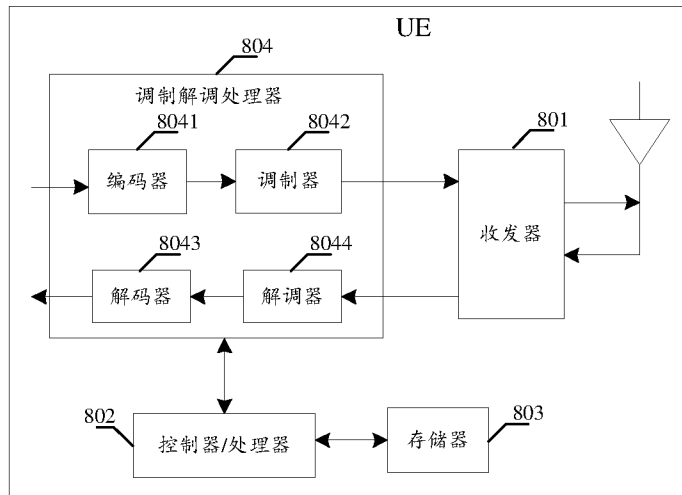 UE
804
调制解调处理器
8041
8042
801
编码器
调制器
收发器
8043
8044
解码器
解调器
802
803
控制器/处理器
存储器